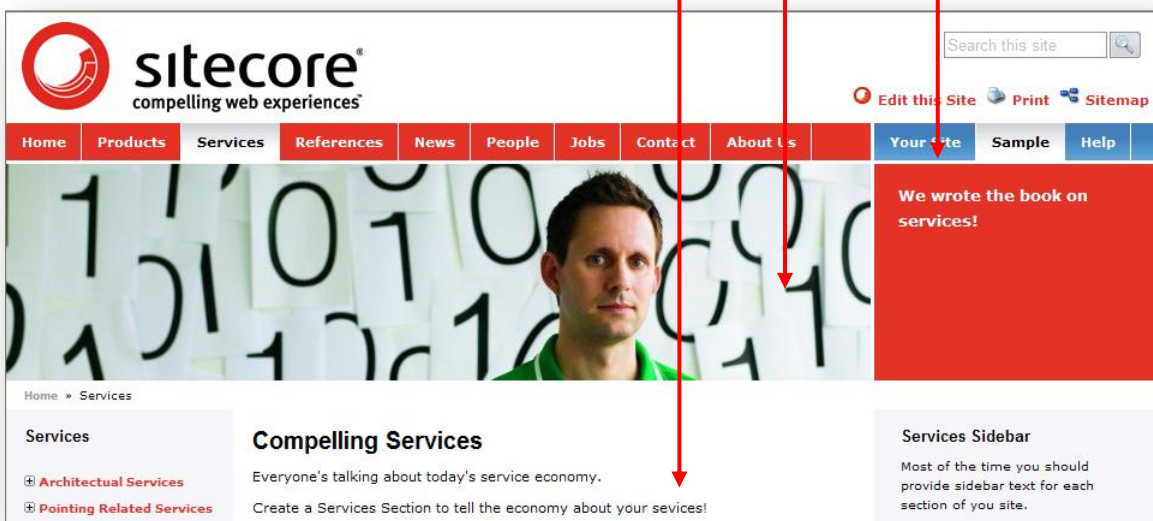 sitecore®
compelling web experiences™
Search this site
Edit this Site Print Sitemap
Home Products Services References News People Jobs Contact About Us
Your Site Sample Help
We wrote the book on
services!
Home » Services
Services
Architectual Services
Pointing Related Services
Compelling Services
Everyone's talking about today's service economy.
Create a Services Section to tell the economy about your sevices!
Services Sidebar
Most of the time you should
provide sidebar text for each
section of you site.